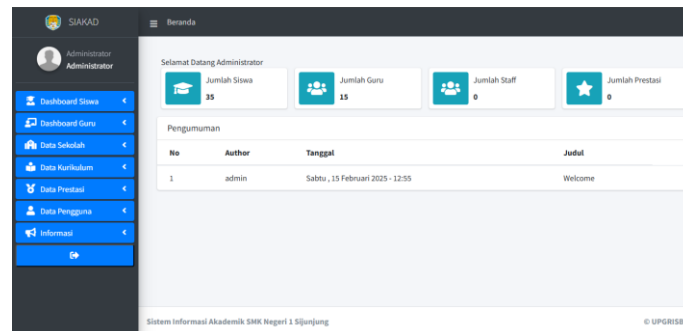 SIAKAD
Beranda
Administrator
Administrator
Selamat Datang Administrator
Jumlah Siswa
35
Jumlah Guru
15
Jumlah Staff
0
Jumlah Prestasi
0
Dashboard Siswa
Dashboard Guru
Data Sekolah
Data Kurikulum
Data Prestasi
Data Pengguna
Informasi
Pengumuman
No Author Tanggal Judul
1 admin Sabtu , 15 Februari 2025 - 12:55 Welcome
Sistem Informasi Akademik SMK Negeri 1 Sijunjung
© UPGRISB